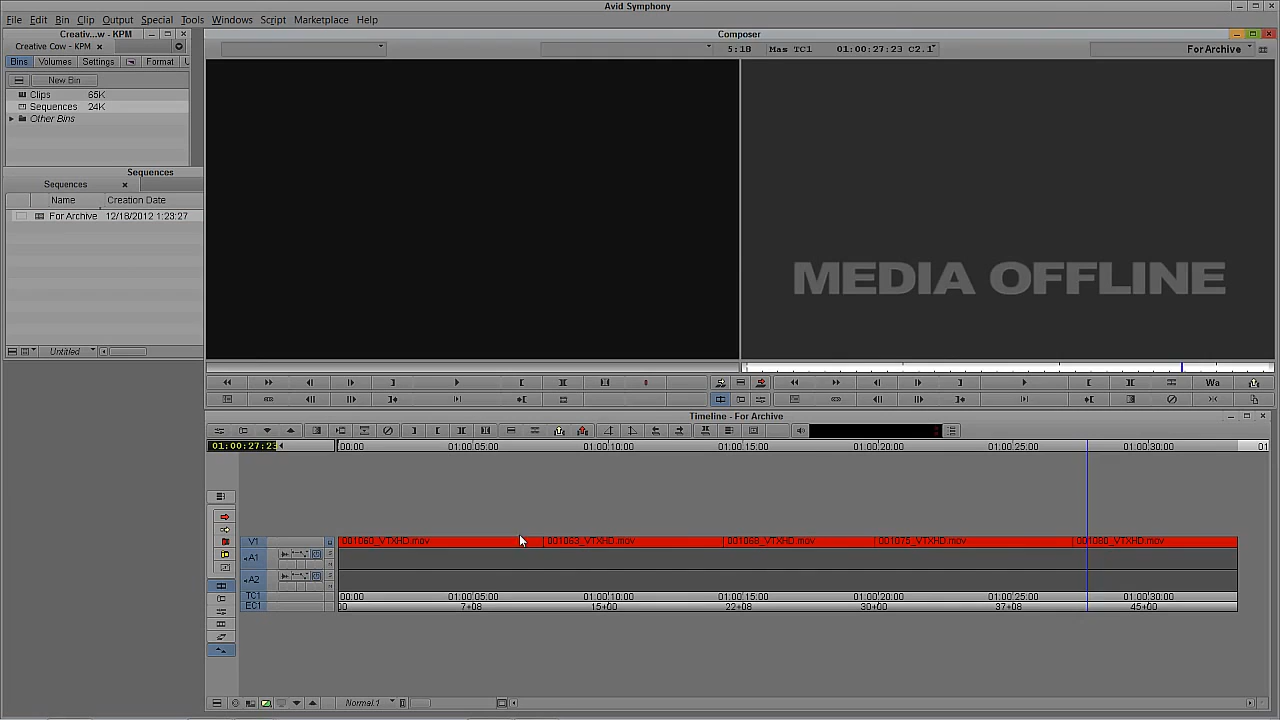 Avid Symphony
File Edit Bin Clip Output Special Tools Windows Script Marketplace Help
Creativ...w - KPM
Creative Cow - KPM
Bins Volumes Settings Format
New Bin
Clips 65K
Sequences 24K
Other Bins
Sequences
Sequences
Name Creation Date
For Archive 12/18/2012 1:23:27
Untitled
Composer
5:18 Mas TC1 01:00:27:23 C2.1
For Archive
MEDIA OFFLINE
Wa
Timeline - For Archive
01:00:27:23
00:00 01:00:05:00 01:00:10:00 01:00:15:00 01:00:20:00 01:00:25:00 01:00:30:00 01
V1 001060_VTXHD.mov 001063_VTXHD.mov 001068_VTXHD.mov 001075_VTXHD.mov 001080_VTXHD.mov
A1
A2
TC1 00:00 01:00:05:00 01:00:10:00 01:00:15:00 01:00:20:00 01:00:25:00 01:00:30:00
EC1 00 7+08 15+00 22+08 30+00 37+08 45+00
Normal.1